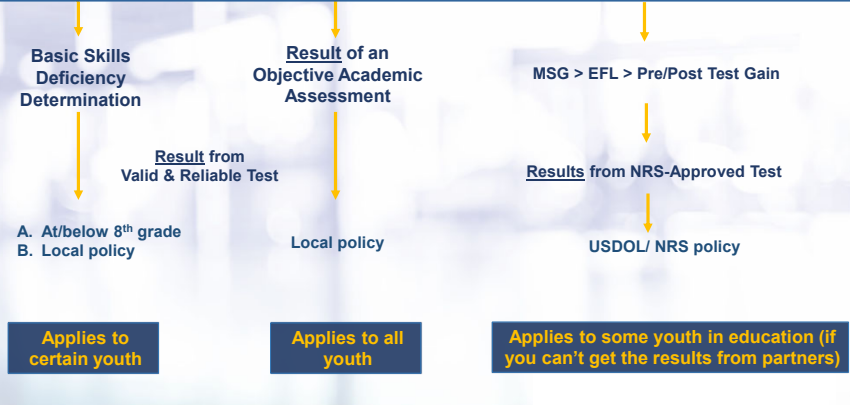 Basic Skills
Deficiency
Determination
Result of an
Objective Academic
Assessment
MSG > EFL > Pre/Post Test Gain
Result from
Valid & Reliable Test
Results from NRS-Approved Test
A. At/below 8th grade
B. Local policy
Local policy
USDOL/ NRS policy
Applies to
certain youth
Applies to all
youth
Applies to some youth in education (if
you can’t get the results from partners)